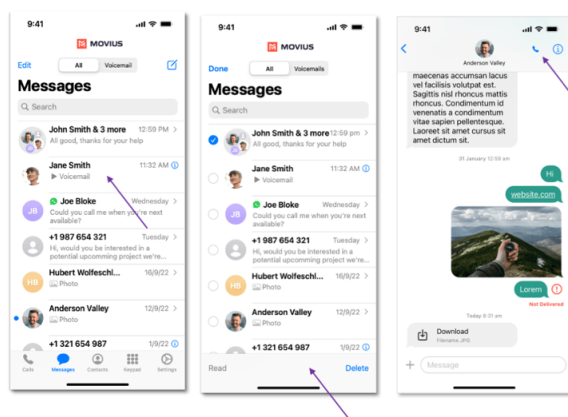 9:41
MOVIUS
Edit
All
Voicemail
Messages
Search
John Smith & 3 more 12:59 PM
All good, thanks for your help
Jane Smith 11:32 AM
Voicemail
JB
Joe Bloke Wednesday
Could you call me when you're next
available?
+1 987 654 321 Tuesday
Hi, would you be interested in a
potential upcomming project we're...
HB
Hubert Wolfeschl... 16/9/22
Photo
Anderson Valley 12/9/22
Photo
+1 321 654 987 1/9/22
Calls
Messages
Contacts
Keypad
Settings
9:41
MOVIUS
Done
All
Voicemails
Messages
Search
John Smith & 3 more 12:59 pm
All good, thanks for your help
Jane Smith 11:32 AM
Voicemail
JB
Joe Bloke Wednesday
Could you call me when you're next
available?
+1 987 654 321 Tuesday
Hi, would you be interested in a
potential upcomming project we're...
HB
Hubert Wolfeschl... 16/9/22
Photo
Anderson Valley 12/9/22
Photo
+1 321 654 987 1/9/22
Read
Delete
9:41
Anderson Valley
maecenas accumsan lacus
vel facilisis volutpat est.
Sagittis nisl rhoncus mattis
rhoncus. Condimentum id
venenatis a condimentum
vitae sapien pellentesque.
Laoreet sit amet cursus sit
amet dictum sit.
31 January 12:59 am
Hi
website.com
Lorem
Not Delivered
Today 9:31 am
Download
Filename.JPG
Message